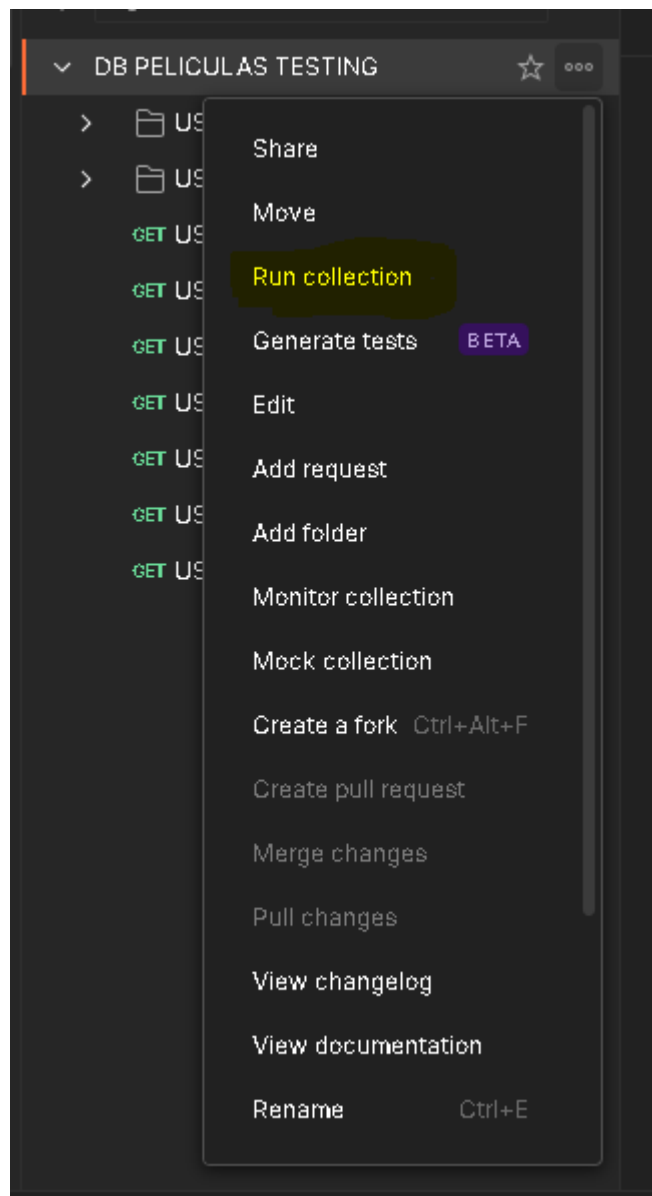 DB PELICULAS TESTING
US
US
GET US
GET US
GET US
GET US
GET US
GET US
GET US
Share
Move
Run collection
Generate tests BETA
Edit
Add request
Add folder
Monitor collection
Mock collection
Create a fork Ctrl+Alt+F
Create pull request
Merge changes
Pull changes
View changelog
View documentation
Rename Ctrl+E